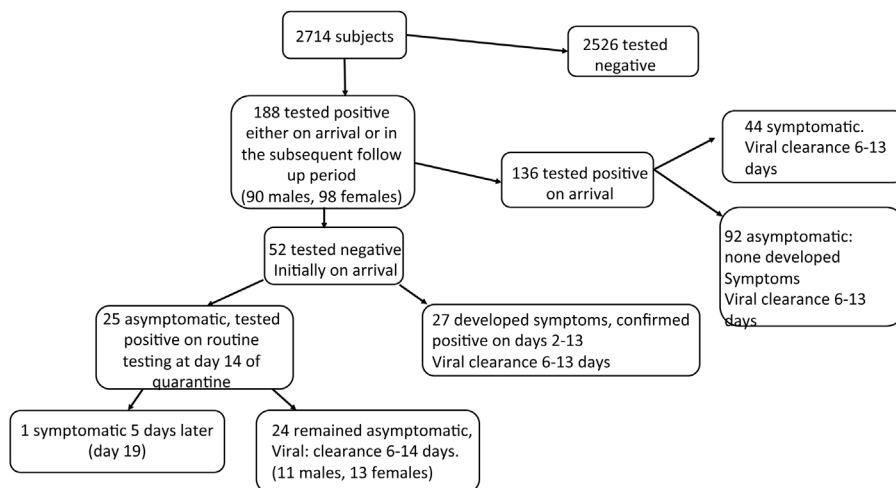 2714 subjects
2526 tested
negative
188 tested positive
either on arrival or in
the subsequent follow
up period
(90 males, 98 females)
136 tested positive
on arrival
44 symptomatic.
Viral clearance 6-13
days
92 asymptomatic:
none developed
Symptoms
Viral clearance 6-13
days
52 tested negative
Initially on arrival
25 asymptomatic, tested
positive on routine
testing at day 14 of
quarantine
27 developed symptoms, confirmed
positive on days 2-13
Viral clearance 6-13 days
1 symptomatic 5 days later
(day 19)
24 remained asymptomatic,
Viral: clearance 6-14 days.
(11 males, 13 females)